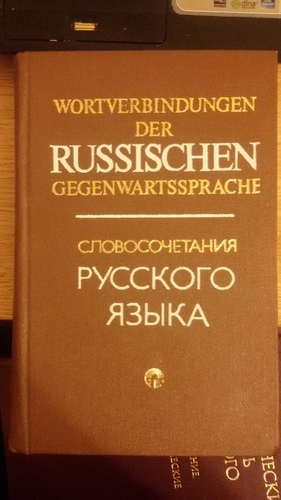 WORTVERBINDUNGEN
DER
RUSSISCHEN
GEGENWARTSSPRACHE
СЛОВОСОЧЕТАНИЯ
РУССКОГО
ЯЗЫКА